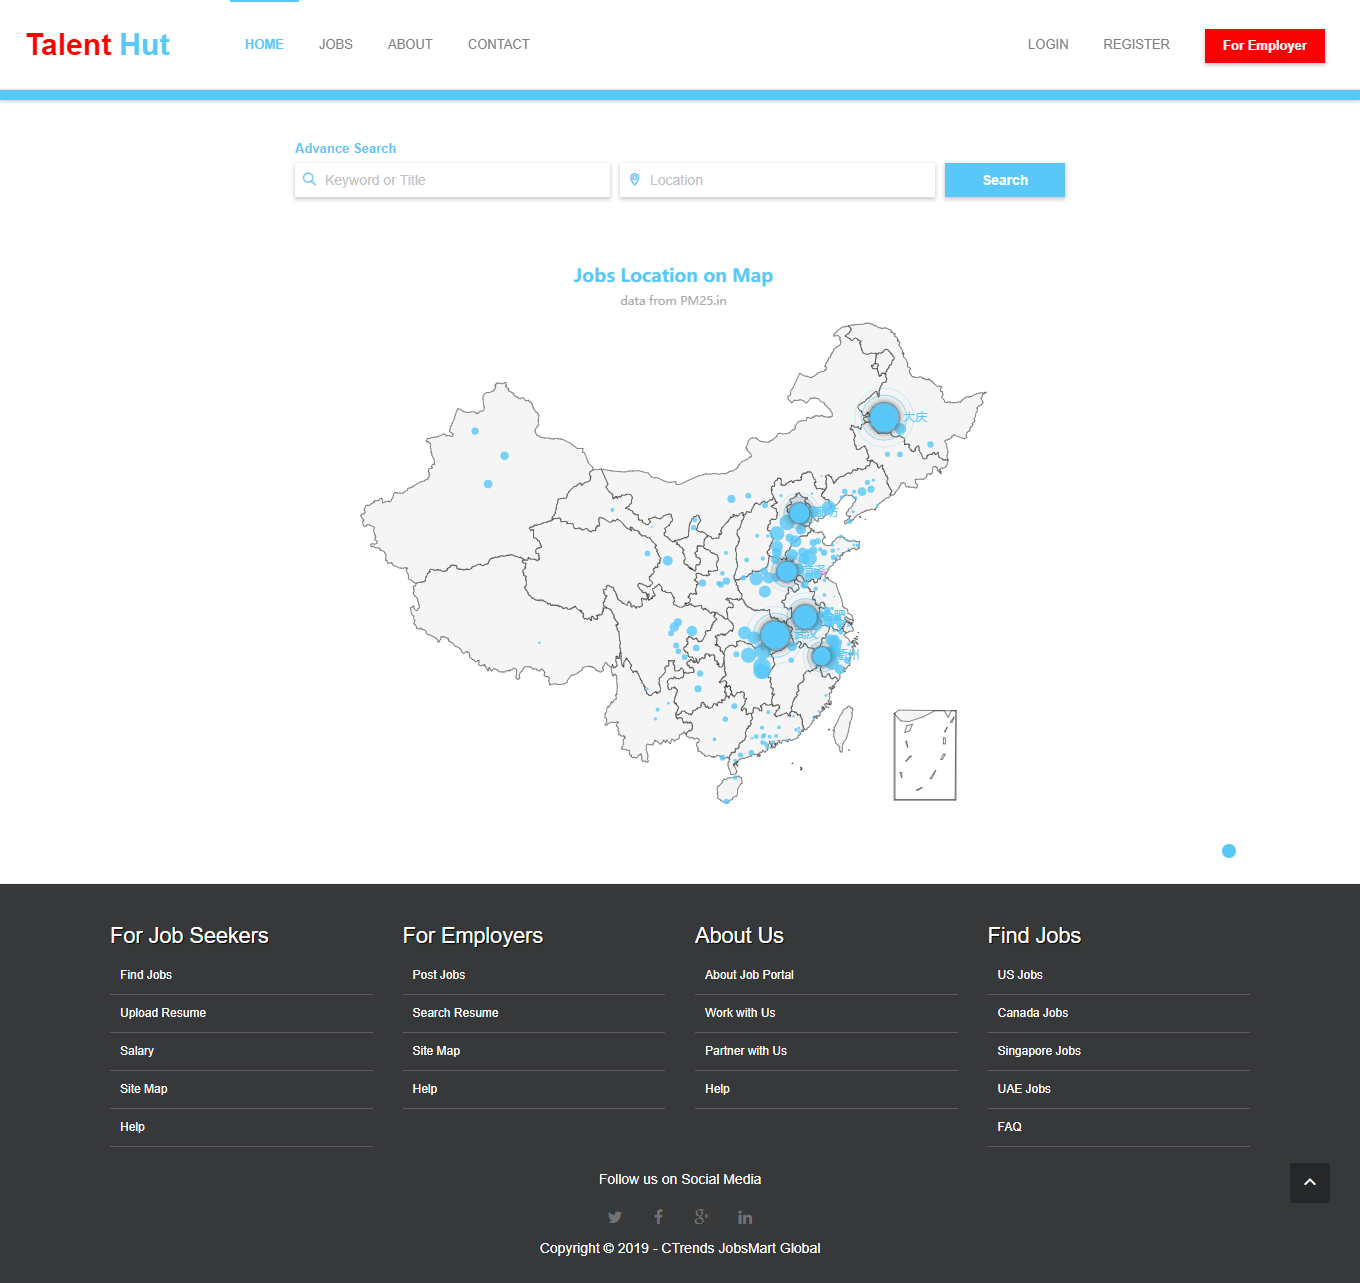 Talent Hut
HOME
JOBS
ABOUT
CONTACT
LOGIN
REGISTER
For Employer
Advance Search
Keyword or Title
Location
Search
Jobs Location on Map
data from PM25.in
大庆
武汉
For Job Seekers
Find Jobs
Upload Resume
Salary
Site Map
Help
For Employers
Post Jobs
Search Resume
Site Map
Help
About Us
About Job Portal
Work with Us
Partner with Us
Help
Find Jobs
US Jobs
Canada Jobs
Singapore Jobs
UAE Jobs
FAQ
Follow us on Social Media
Copyright © 2019 - CTrends JobsMart Global